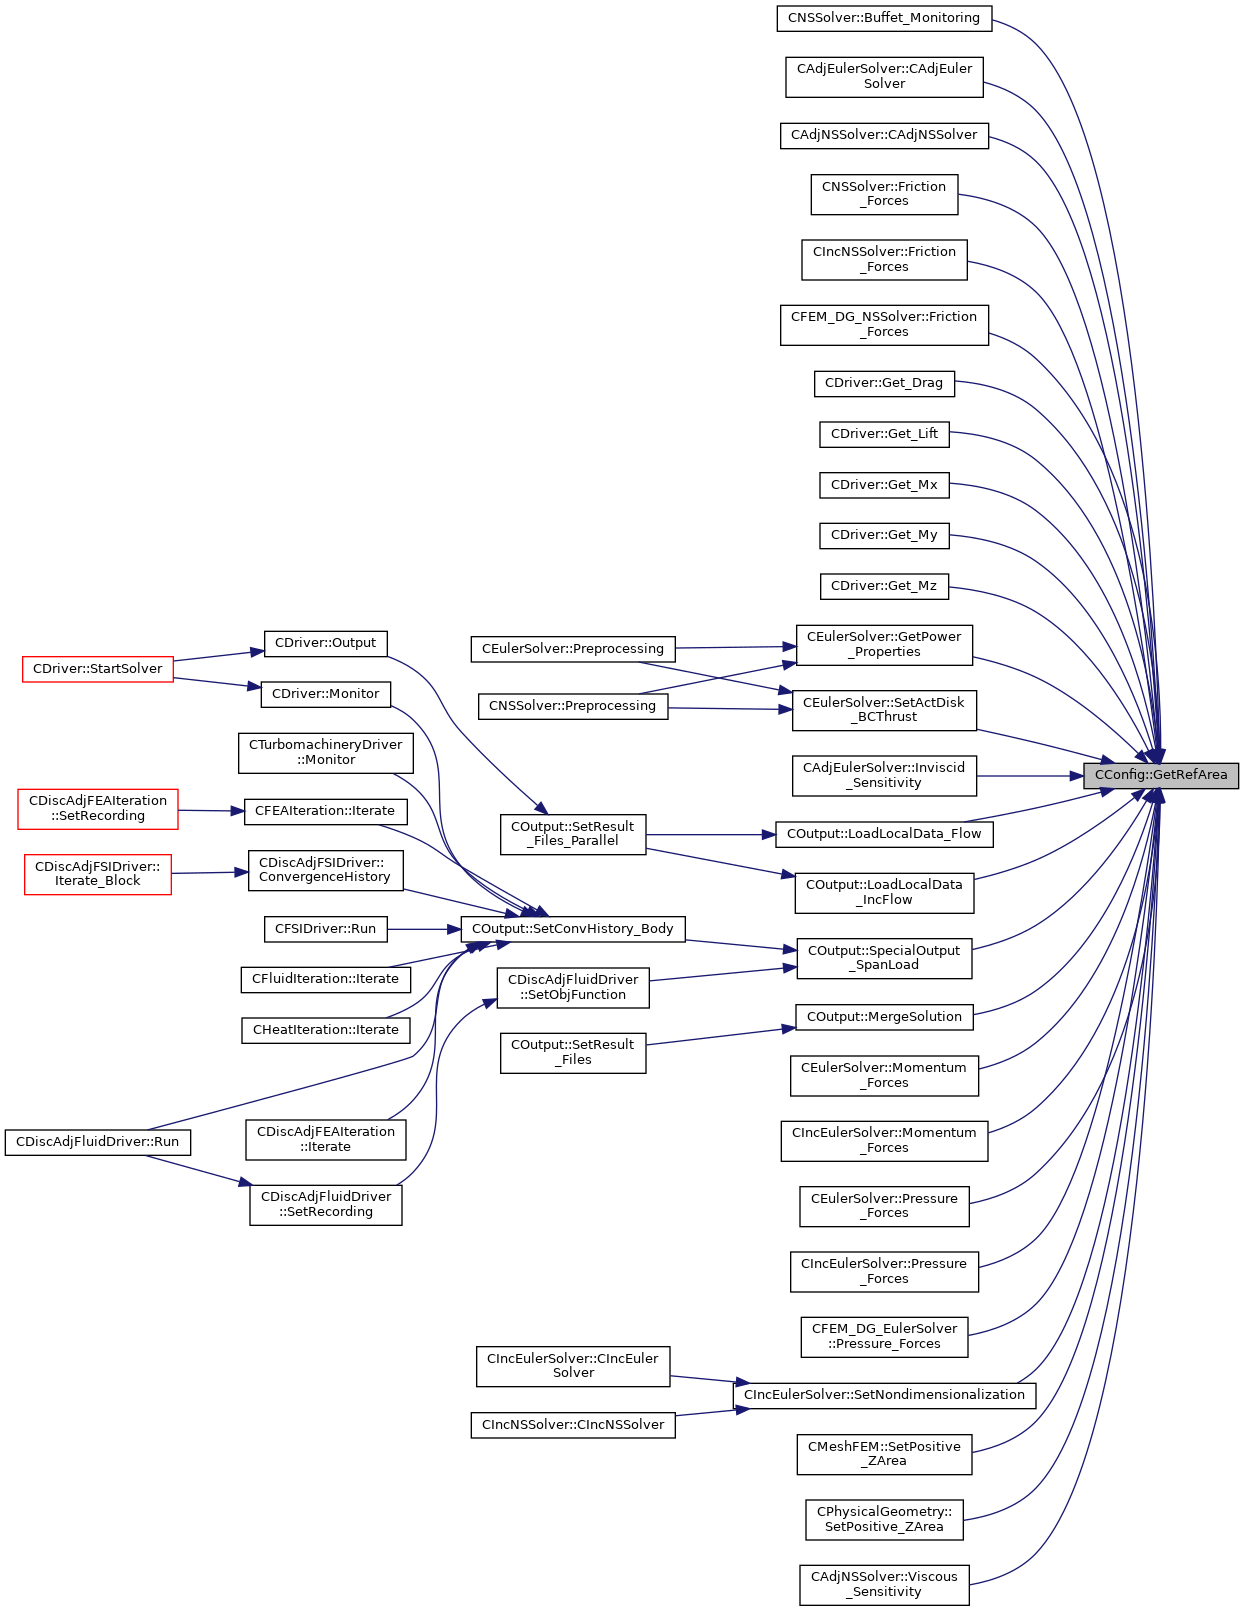 CNSSolver::Buffet_Monitoring
CAdjEulerSolver::CAdjEuler
Solver
CAdjNSSolver::CAdjNSSolver
CNSSolver::Friction
_Forces
CIncNSSolver::Friction
_Forces
CFEM_DG_NSSolver::Friction
_Forces
CDriver::Get_Drag
CDriver::Get_Lift
CDriver::Get_Mx
CDriver::Get_My
CDriver::Get_Mz
CEulerSolver::GetPower
_Properties
CEulerSolver::SetActDisk
_BCThrust
CAdjEulerSolver::Inviscid
_Sensitivity
COutput::LoadLocalData_Flow
COutput::LoadLocalData
_IncFlow
COutput::SpecialOutput
_SpanLoad
COutput::MergeSolution
CEulerSolver::Momentum
_Forces
CIncEulerSolver::Momentum
_Forces
CEulerSolver::Pressure
_Forces
CIncEulerSolver::Pressure
_Forces
CFEM_DG_EulerSolver
::Pressure_Forces
CIncEulerSolver::SetNondimensionalization
CMeshFEM::SetPositive
_ZArea
CPhysicalGeometry::
SetPositive_ZArea
CAdjNSSolver::Viscous
_Sensitivity
CConfig::GetRefArea
CEulerSolver::Preprocessing
CNSSolver::Preprocessing
COutput::SetResult
_Files_Parallel
COutput::SetConvHistory_Body
CDiscAdjFluidDriver
::SetObjFunction
COutput::SetResult
_Files
CIncEulerSolver::CIncEuler
Solver
CIncNSSolver::CIncNSSolver
CDriver::Output
CDriver::Monitor
CTurbomachineryDriver
::Monitor
CFEAIteration::Iterate
CDiscAdjFSIDriver::
ConvergenceHistory
CFSIDriver::Run
CFluidIteration::Iterate
CHeatIteration::Iterate
CDiscAdjFEAIteration
::Iterate
CDiscAdjFluidDriver
::SetRecording
CDriver::StartSolver
CDiscAdjFEAIteration
::SetRecording
CDiscAdjFSIDriver::
Iterate_Block
CDiscAdjFluidDriver::Run